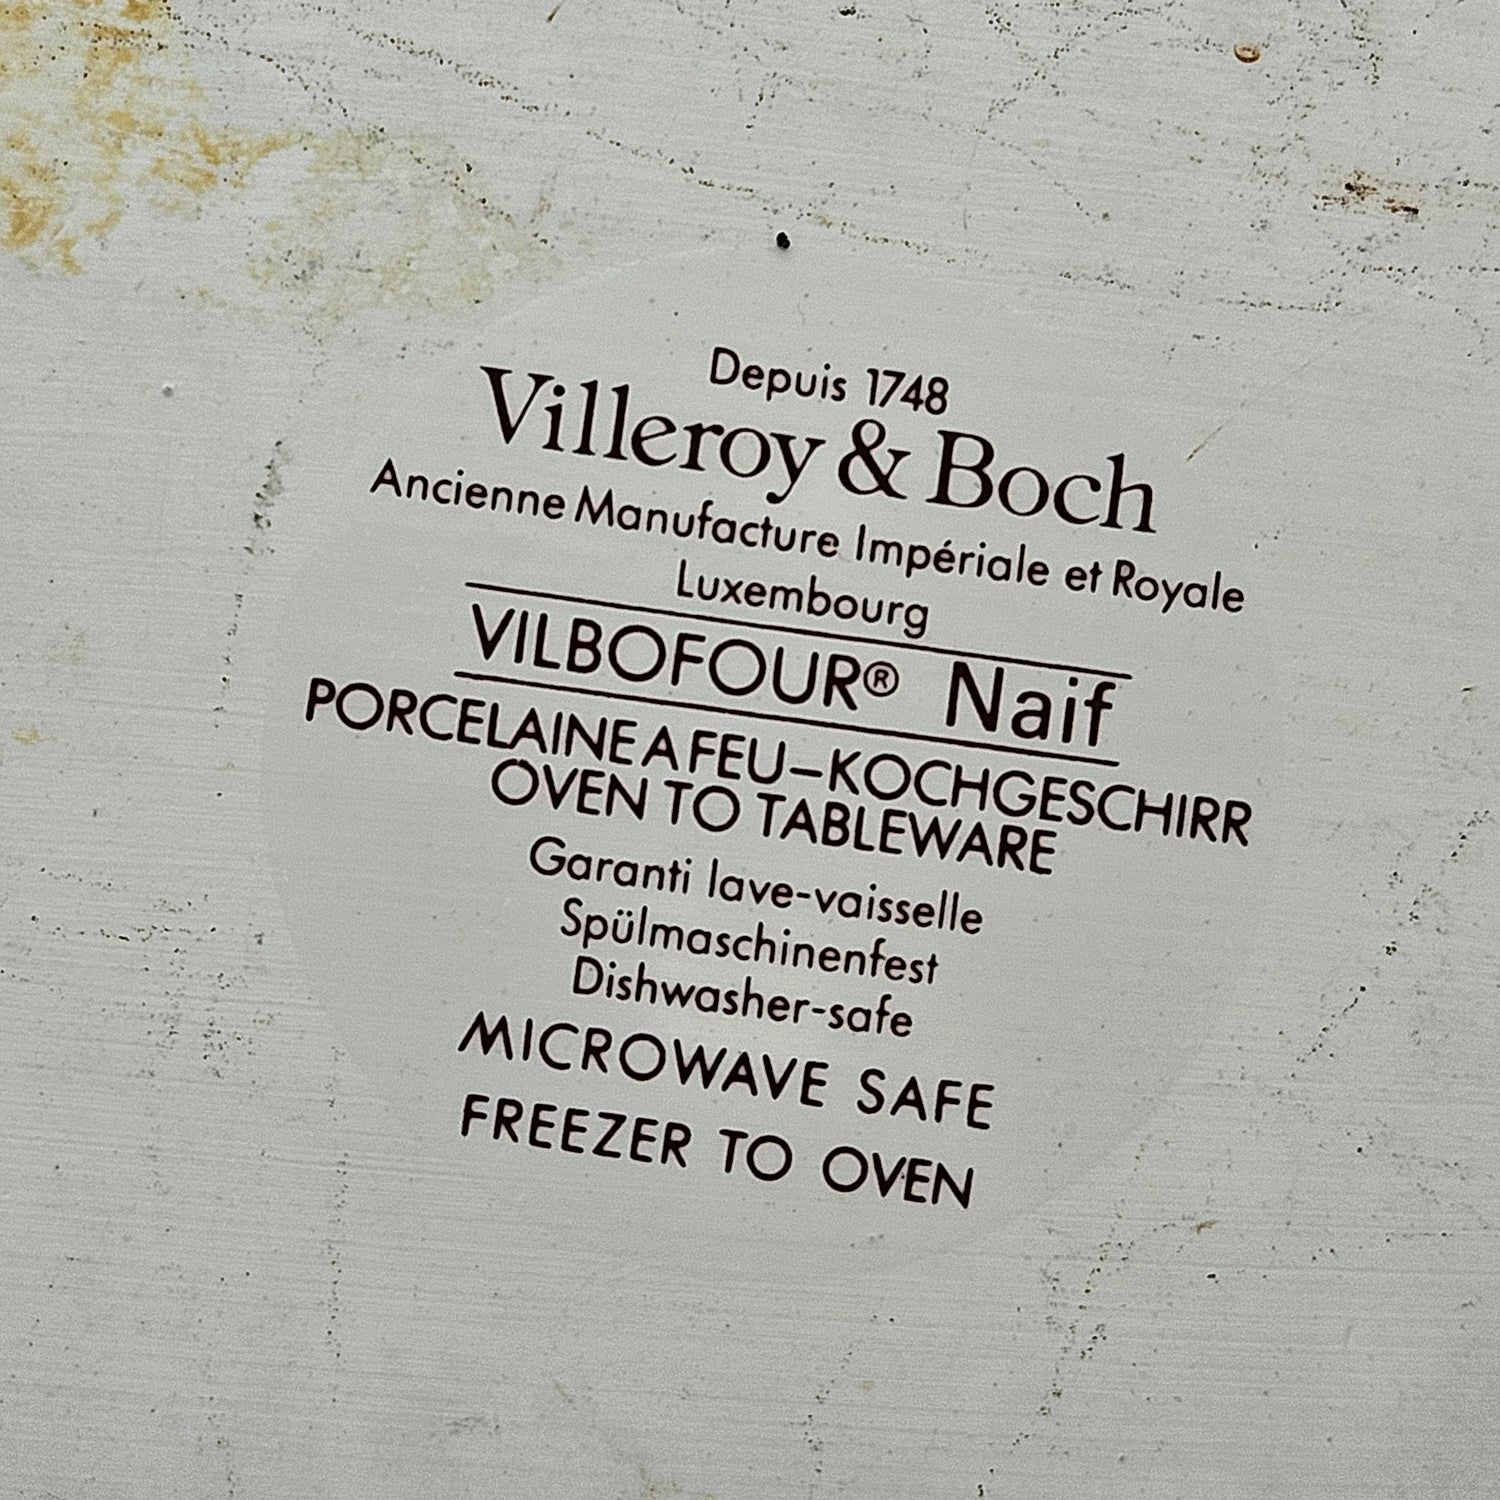 Depuis 1748
Villeroy & Boch
Ancienne Manufacture Impériale et Royale
Luxembourg
VILBOFOUR® Naif
PORCELAINE A FEU–KOCHGESCHIRR
OVEN TO TABLEWARE
Garanti lave-vaisselle
Spülmaschinenfest
Dishwasher-safe
MICROWAVE SAFE
FREEZER TO OVEN